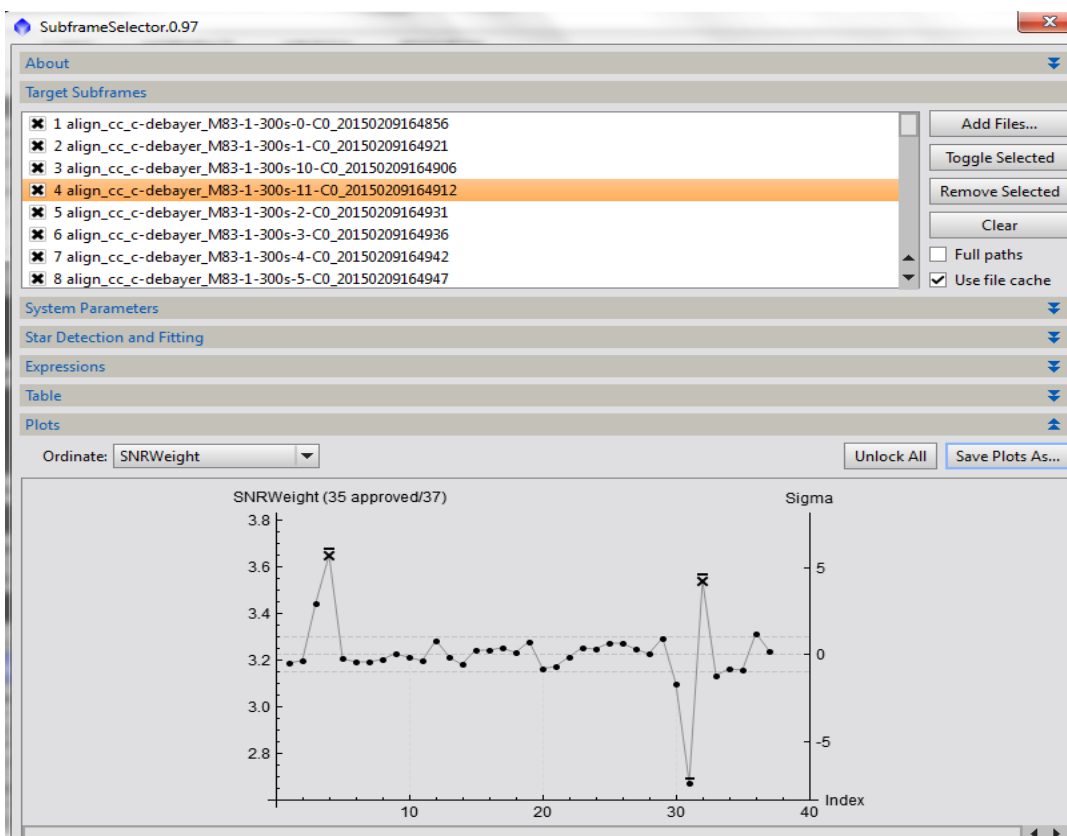 SubframeSelector.0.97
About
Target Subframes
1 align_cc_c-debayer_M83-1-300s-0-C0_20150209164856
2 align_cc_c-debayer_M83-1-300s-1-C0_20150209164921
3 align_cc_c-debayer_M83-1-300s-10-C0_20150209164906
4 align_cc_c-debayer_M83-1-300s-11-C0_20150209164912
5 align_cc_c-debayer_M83-1-300s-2-C0_20150209164931
6 align_cc_c-debayer_M83-1-300s-3-C0_20150209164936
7 align_cc_c-debayer_M83-1-300s-4-C0_20150209164942
8 align_cc_c-debayer_M83-1-300s-5-C0_20150209164947
Add Files...
Toggle Selected
Remove Selected
Clear
Full paths
Use file cache
System Parameters
Star Detection and Fitting
Expressions
Table
Plots
Ordinate: SNRWeight
Unlock All
Save Plots As...
SNRWeight (35 approved/37)
Sigma
3.8
3.6
3.4
3.2
3.0
2.8
5
0
-5
10
20
30
40
Index